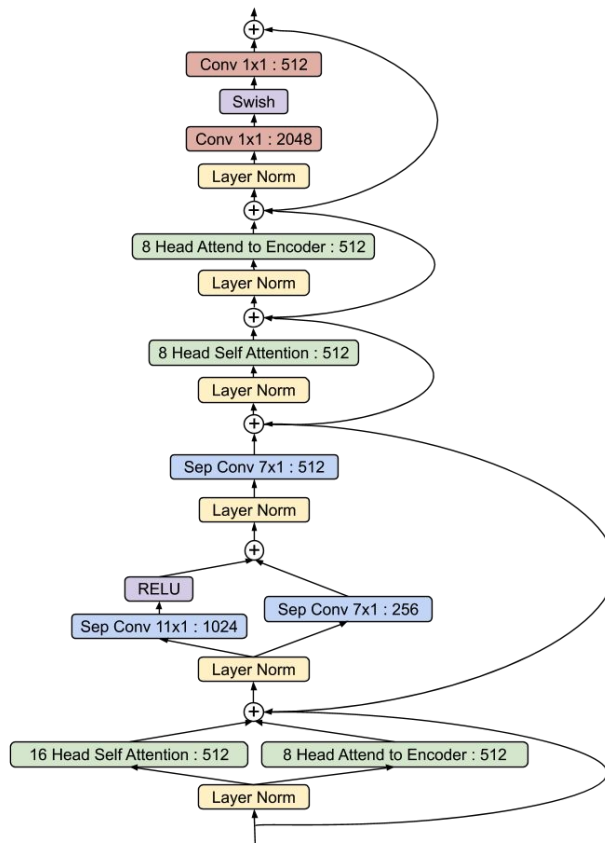 +
Conv 1x1 : 512
Swish
Conv 1x1 : 2048
Layer Norm
+
8 Head Attend to Encoder : 512
Layer Norm
+
8 Head Self Attention : 512
Layer Norm
+
Sep Conv 7x1 : 512
Layer Norm
+
RELU
Sep Conv 11x1 : 1024
Sep Conv 7x1 : 256
Layer Norm
+
16 Head Self Attention : 512
8 Head Attend to Encoder : 512
Layer Norm